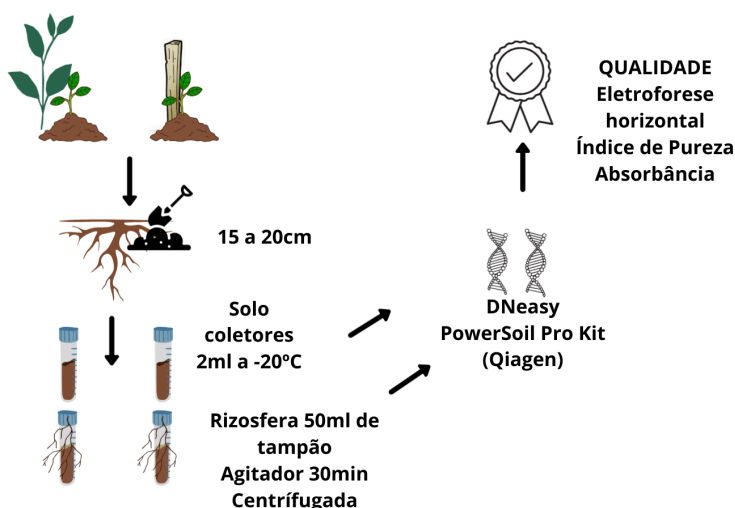 15 a 20cm
Solo
coletores
2ml a -20ºC
Rizosfera 50ml de
tampão
Agitador 30min
Centrífugada
DNeasy
PowerSoil Pro Kit
(Qiagen)
QUALIDADE
Eletroforese
horizontal
Índice de Pureza
Absorbância